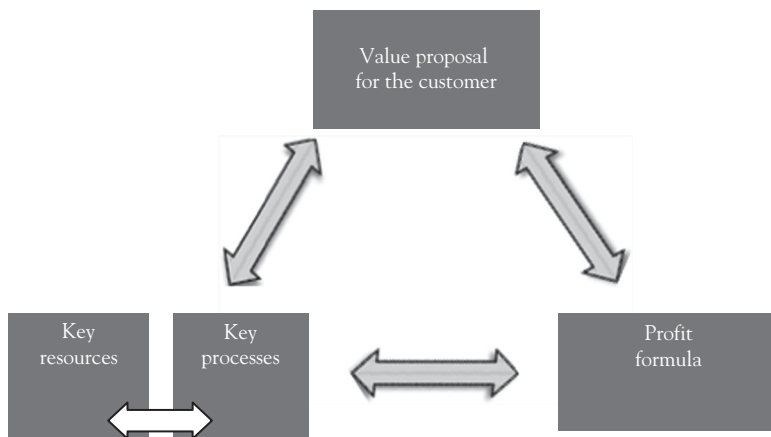 Value proposal
for the customer
Key
resources
Key
processes
Profit
formula